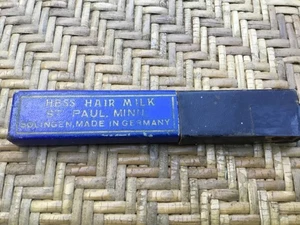 HESS HAIR MILK
ST. PAUL, MINN
SOLINGEN, MADE IN GERMANY